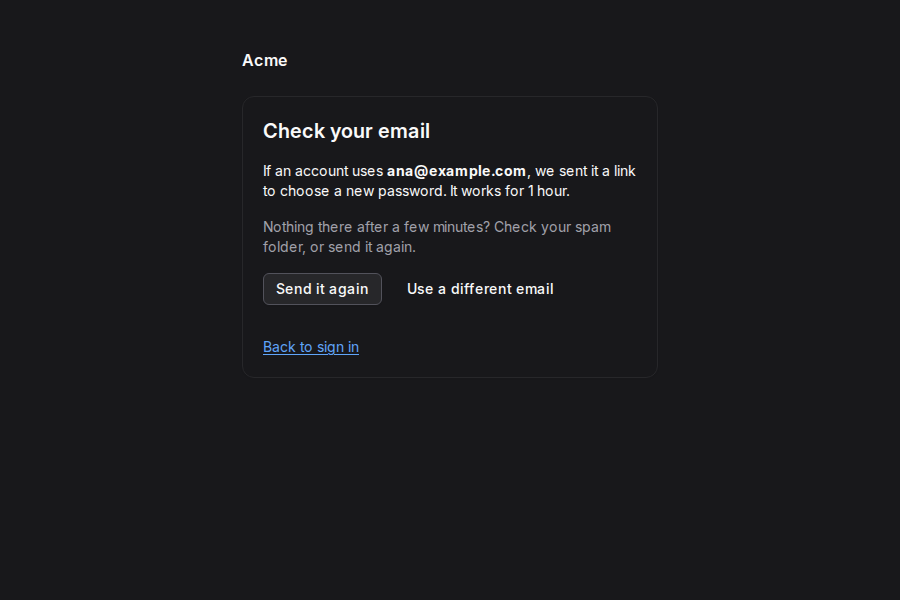 Acme
Check your email
If an account uses ana@example.com, we sent it a link
to choose a new password. It works for 1 hour.
Nothing there after a few minutes? Check your spam
folder, or send it again.
Send it again
Use a different email
Back to sign in